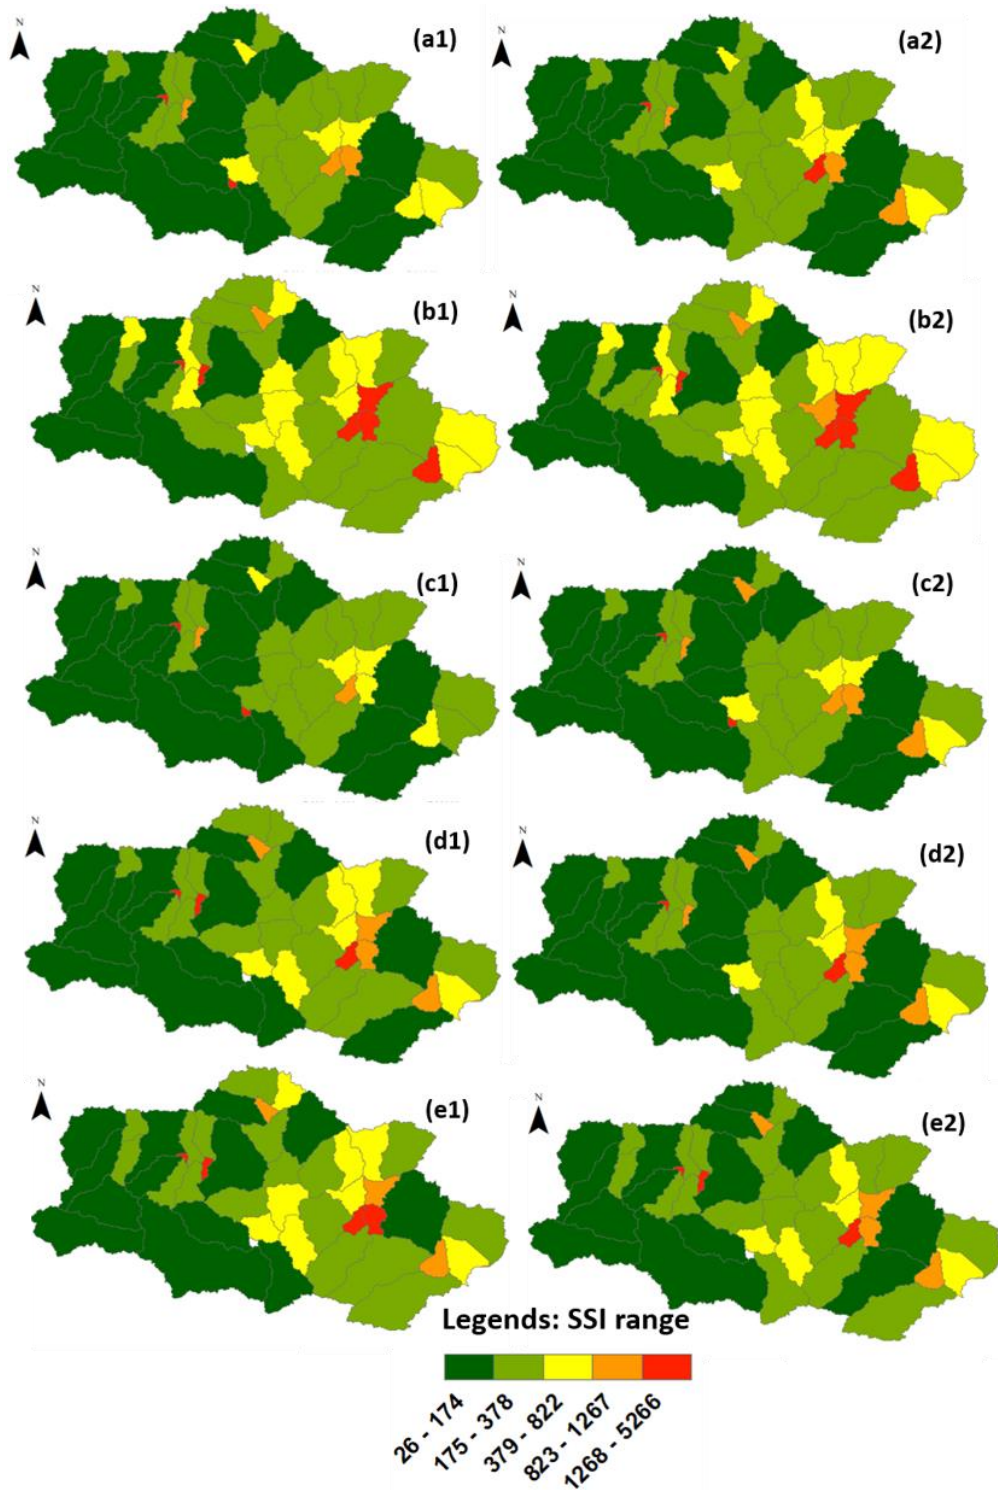 N
(a1)
N
(a2)
N
(b1)
N
(b2)
N
(c1)
N
(c2)
N
(d1)
N
(d2)
N
(e1)
N
(e2)
Legends: SSI range
26 - 174
175 - 378
379 - 822
823 - 1267
1268 - 5266